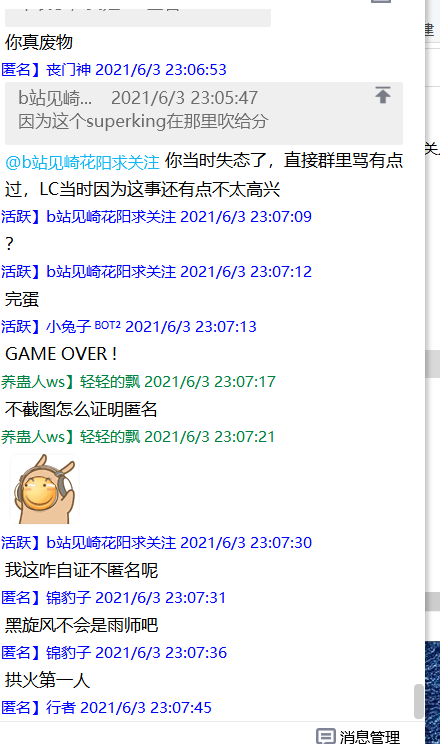 你真废物
匿名】丧门神 2021/6/3 23:06:53
b站见崎... 2021/6/3 23:05:47
因为这个superking在那里吹给分
@b站见崎花阳求关注 你当时失态了，直接群里骂有点
过，LC当时因为这事还有点不太高兴
活跃】b站见崎花阳求关注 2021/6/3 23:07:09
?
活跃】b站见崎花阳求关注 2021/6/3 23:07:12
完蛋
活跃】小兔子 BOT2 2021/6/3 23:07:13
GAME OVER !
养蛊人ws】轻轻的飘 2021/6/3 23:07:17
不截图怎么证明匿名
养蛊人ws】轻轻的飘 2021/6/3 23:07:21
活跃】b站见崎花阳求关注 2021/6/3 23:07:30
我这咋自证不匿名呢
匿名】锦豹子 2021/6/3 23:07:31
黑旋风不会是雨师吧
匿名】锦豹子 2021/6/3 23:07:36
拱火第一人
匿名】行者 2021/6/3 23:07:45
消息管理
建
关